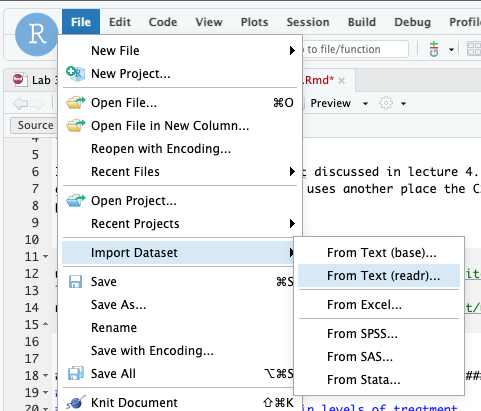 R
File Edit Code View Plots Session Build Debug Profile
New File
to file/function
New Project...
Lab
.Rmd*
Open File... ⌘O
Preview
Open File in New Column...
Source
Reopen with Encoding...
4
5
Recent Files
6
discussed in lecture 4.
7
Open Project...
uses another place the
8
Recent Projects
9
10
11
Import Dataset
From Text (base)...
12
Save ⌘S
From Text (readr)...
13
Save As...
14
From Excel...
15
Rename
16
From SPSS...
17
Save with Encoding...
From SAS...
18
Save All ⌥⌘S
From Stata...
19
20
Knit Document ⇧⌘K
in levels of treatment